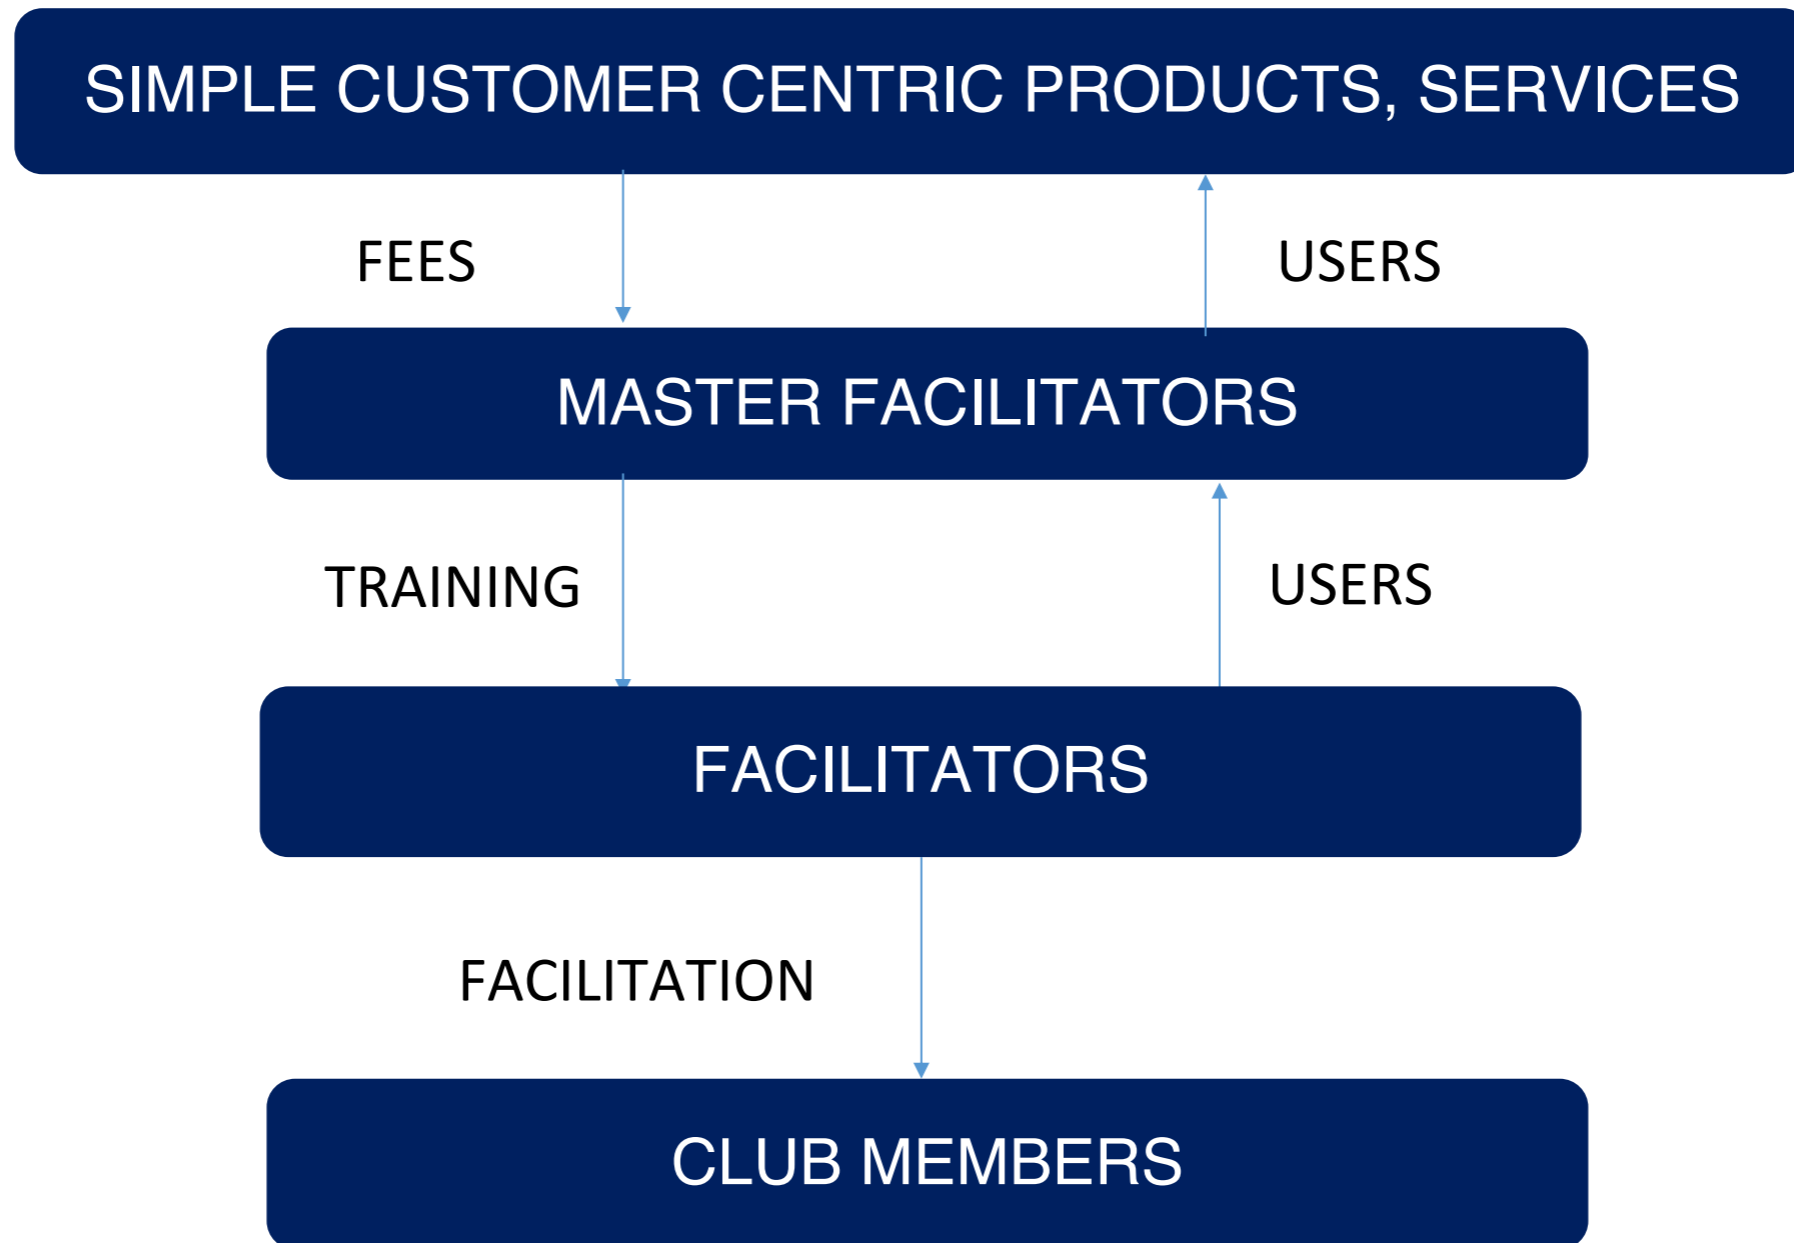 SIMPLE CUSTOMER CENTRIC PRODUCTS, SERVICES
FEES
USERS
MASTER FACILITATORS
TRAINING
USERS
FACILITATORS
FACILITATION
CLUB MEMBERS